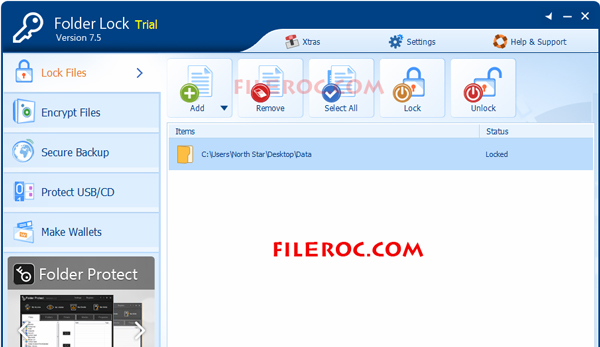 Folder Lock Trial
Version 7.5
Xtras
Settings
Help & Support
Lock Files
Encrypt Files
Secure Backup
Protect USB/CD
Make Wallets
Folder Protect
FILEROC.COM
Add
Remove
Select All
Lock
Unlock
Items
Status
C:\Users\North Star\Desktop\Data
Locked
FILEROC.COM